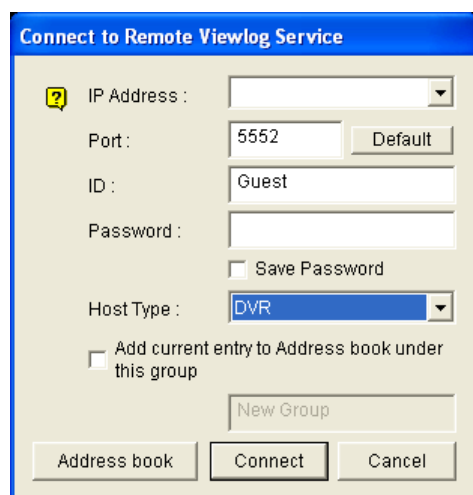 Connect to Remote Viewlog Service
IP Address :
Port : 5552 Default
ID : Guest
Password :
Save Password
Host Type : DVR
Add current entry to Address book under
this group
New Group
Address book Connect Cancel